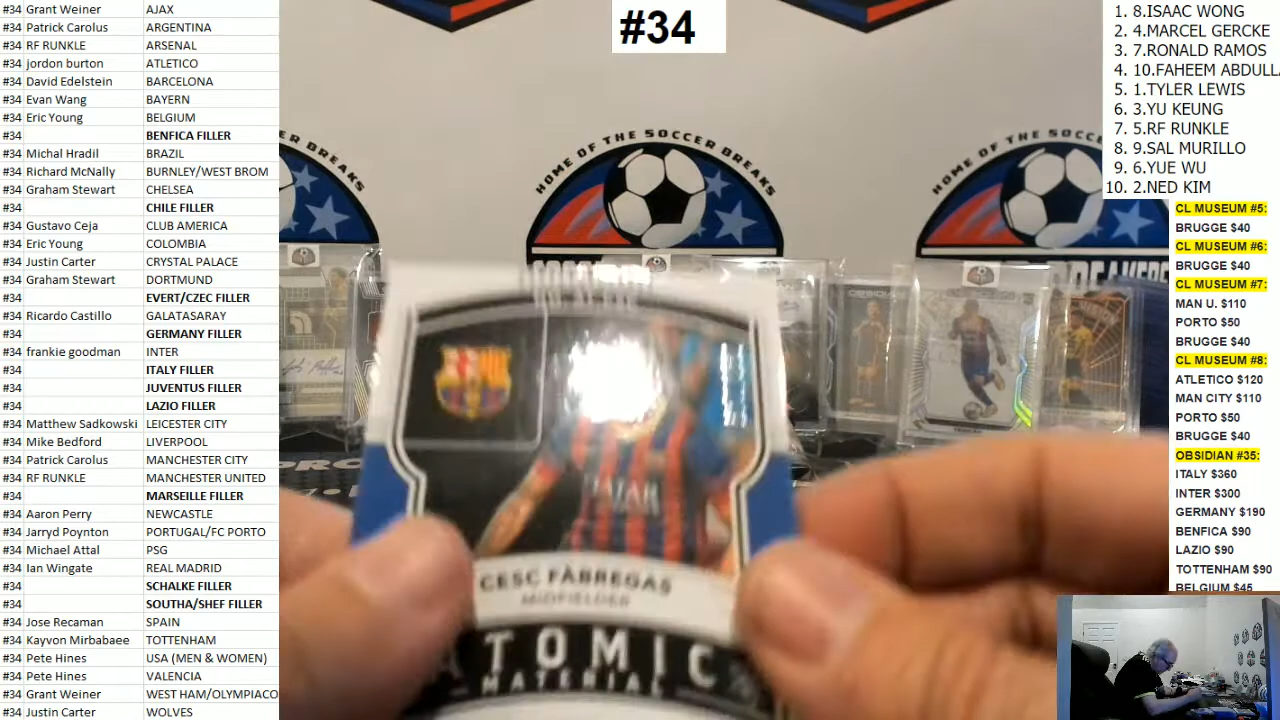 #34 Grant Weiner AJAX
#34 Patrick Carolus ARGENTINA
#34 RF RUNKLE ARSENAL
#34 jordon burton ATLETICO
#34 David Edelstein BARCELONA
#34 Evan Wang BAYERN
#34 Eric Young BELGIUM
#34 BENFICA FILLER
#34 Michal Hradil BRAZIL
#34 Richard McNally BURNLEY/WEST BROM
#34 Graham Stewart CHELSEA
#34 CHILE FILLER
#34 Gustavo Ceja CLUB AMERICA
#34 Eric Young COLOMBIA
#34 Justin Carter CRYSTAL PALACE
#34 Graham Stewart DORTMUND
#34 EVERT/CZEC FILLER
#34 Ricardo Castillo GALATASARAY
#34 GERMANY FILLER
#34 frankie goodman INTER
#34 ITALY FILLER
#34 JUVENTUS FILLER
#34 LAZIO FILLER
#34 Matthew Sadkowski LEICESTER CITY
#34 Mike Bedford LIVERPOOL
#34 Patrick Carolus MANCHESTER CITY
#34 RF RUNKLE MANCHESTER UNITED
#34 MARSEILLE FILLER
#34 Aaron Perry NEWCASTLE
#34 Jarryd Poynton PORTUGAL/FC PORTO
#34 Michael Attal PSG
#34 Ian Wingate REAL MADRID
#34 SCHALKE FILLER
#34 SOUTHA/SHEF FILLER
#34 Jose Recaman SPAIN
#34 Kayvon Mirbabaee TOTTENHAM
#34 Pete Hines USA (MEN & WOMEN)
#34 Pete Hines VALENCIA
#34 Grant Weiner WEST HAM/OLYMPIACO
#34 Justin Carter WOLVES
#34
HOME OF THE SOCCER BREAKS
CESC FÀBREGAS
MIDFIELDER
TOMIC
MATERIAL
1. 8.ISAAC WONG
2. 4.MARCEL GERCKE
3. 7.RONALD RAMOS
4. 10.FAHEEM ABDULLA
5. 1.TYLER LEWIS
6. 3.YU KEUNG
7. 5.RF RUNKLE
8. 9.SAL MURILLO
9. 6.YUE WU
10. 2.NED KIM
CL MUSEUM #5:
BRUGGE $40
CL MUSEUM #6:
BRUGGE $40
CL MUSEUM #7:
MAN U. $110
PORTO $50
BRUGGE $40
CL MUSEUM #8:
ATLETICO $120
MAN CITY $110
PORTO $50
BRUGGE $40
OBSIDIAN #35:
ITALY $360
INTER $300
GERMANY $190
BENFICA $90
LAZIO $90
TOTTENHAM $90
BELGIUM $45